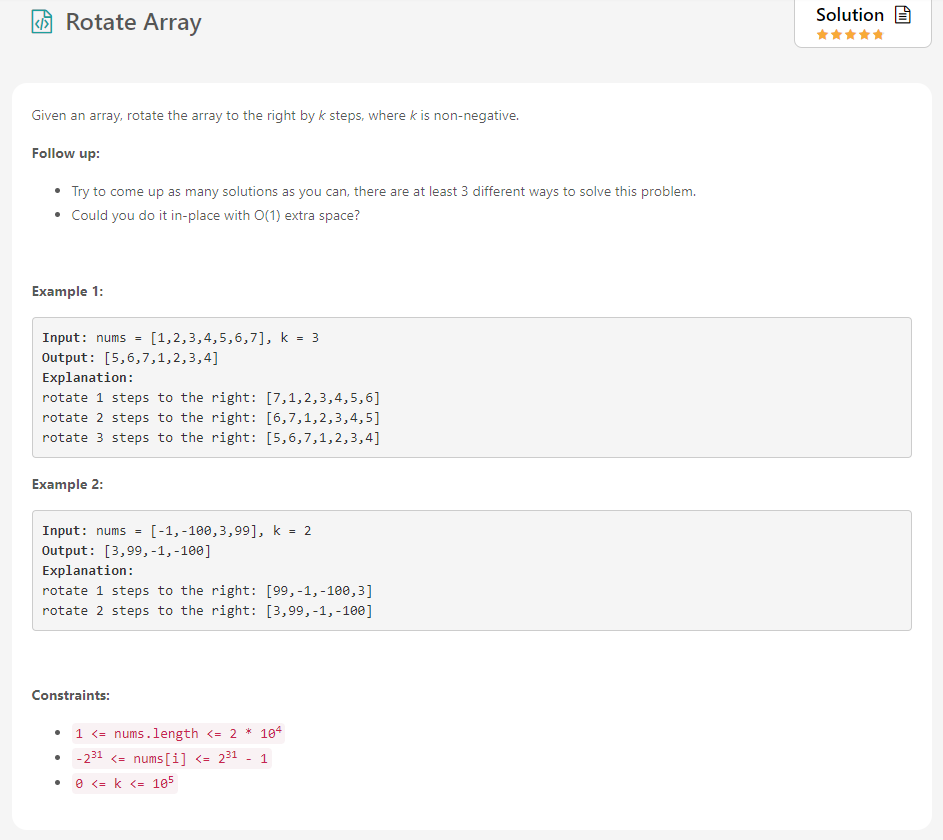 Rotate Array
Solution
Given an array, rotate the array to the right by k steps, where k is non-negative.
Follow up:
• Try to come up as many solutions as you can, there are at least 3 different ways to solve this problem.
• Could you do it in-place with O(1) extra space?
Example 1:
Input: nums = [1,2,3,4,5,6,7], k = 3
Output: [5,6,7,1,2,3,4]
Explanation:
rotate 1 steps to the right: [7,1,2,3,4,5,6]
rotate 2 steps to the right: [6,7,1,2,3,4,5]
rotate 3 steps to the right: [5,6,7,1,2,3,4]
Example 2:
Input: nums = [-1,-100,3,99], k = 2
Output: [3,99,-1,-100]
Explanation:
rotate 1 steps to the right: [99,-1,-100,3]
rotate 2 steps to the right: [3,99,-1,-100]
Constraints:
• 1 <= nums.length <= 2 * 10⁴
• -2³¹ <= nums[i] <= 2³¹ - 1
• 0 <= k <= 10⁵